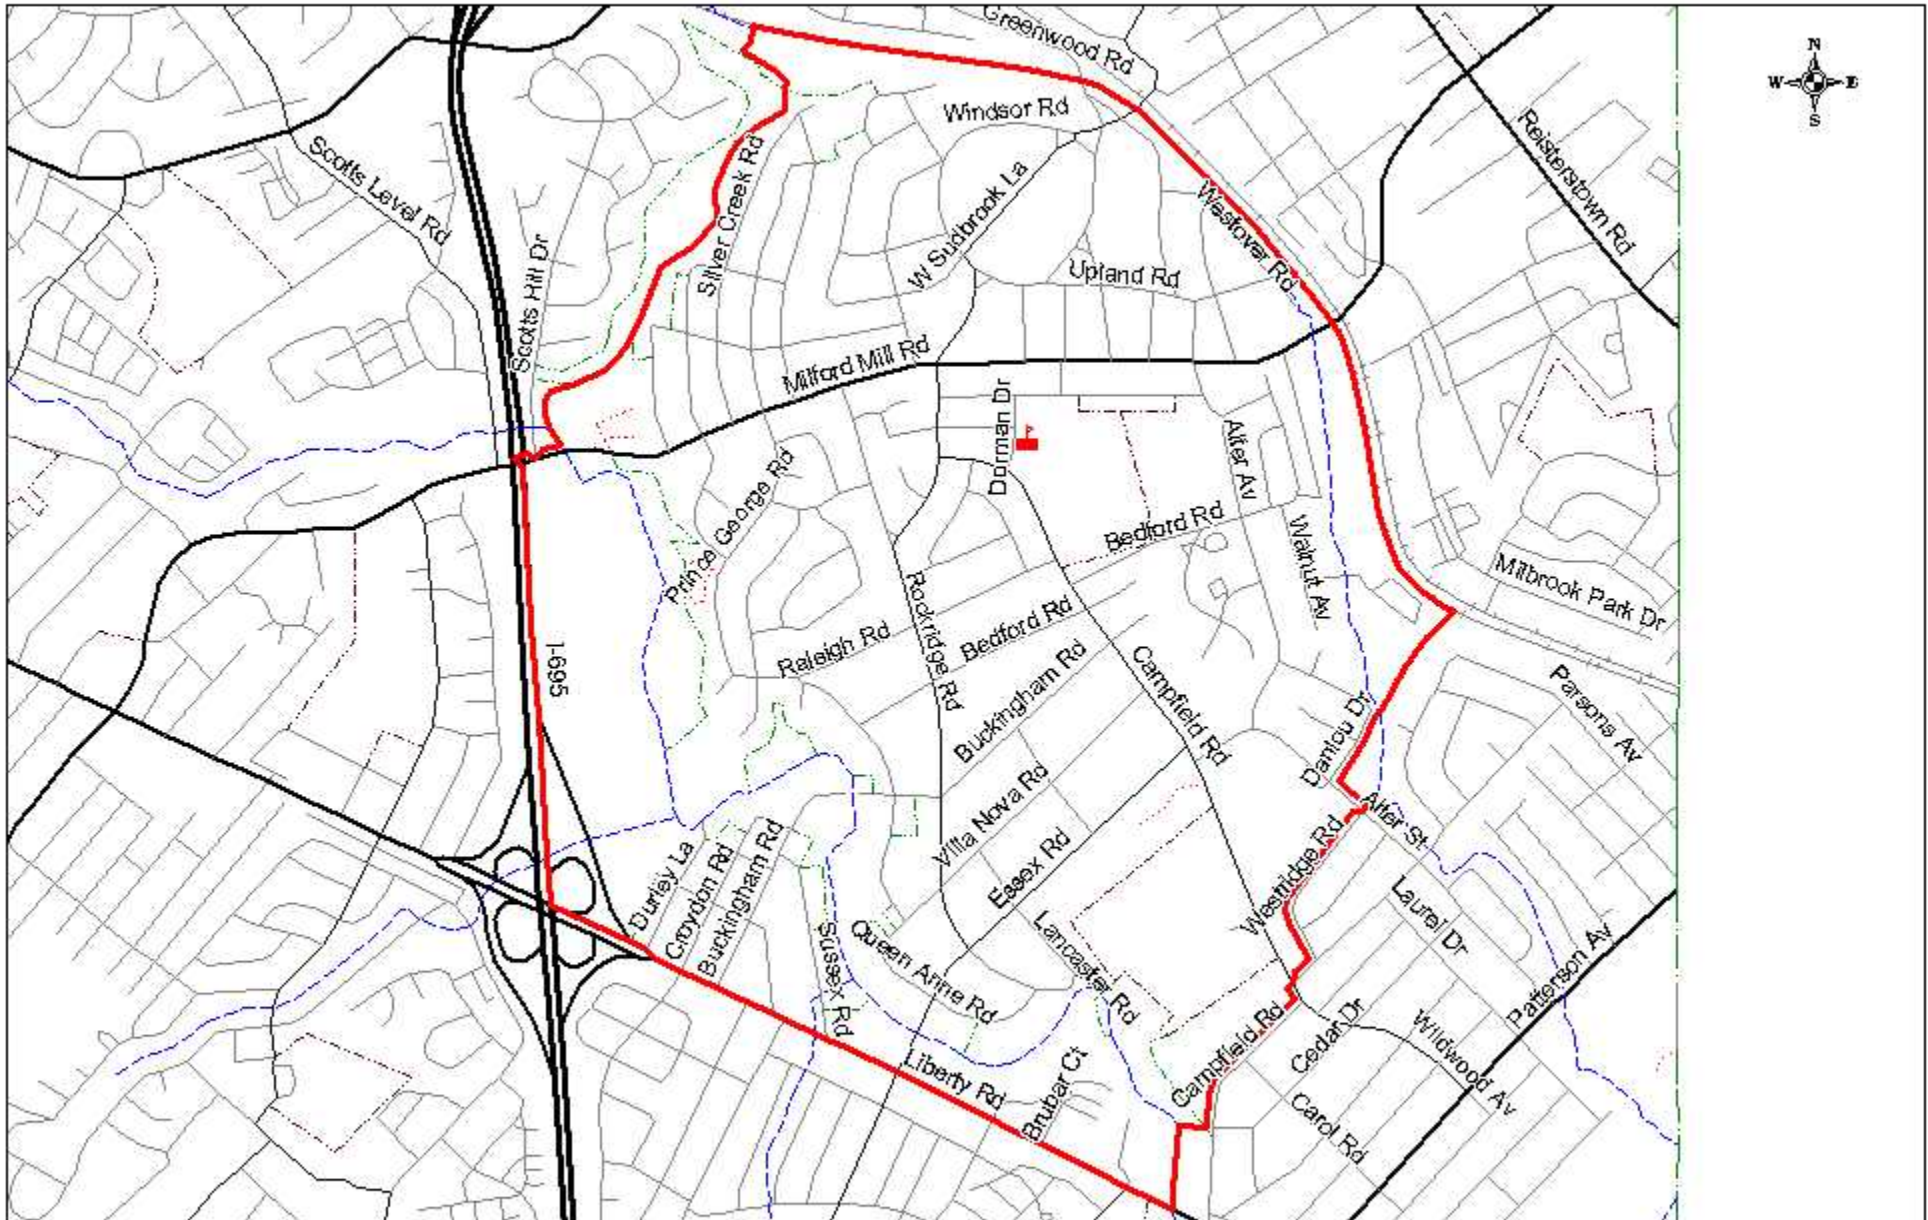 Greenwood Rd
N
W
E
S
Windsor Rd
Reisterstown Rd
Scotts Level Rd
Silver Creek Rd
W Sudbrook La
Westover Rd
Scotts Hill Dr
Upland Rd
Milford Mill Rd
Dorman Dr
Alter Av
Prince George Rd
Bedford Rd
Walnut Av
Milbrook Park Dr
Rockridge Rd
Bedford Rd
Raleigh Rd
I-695
Buckingham Rd
Campfield Rd
Parsons Av
Danlou Dr
Villa Nova Rd
Alter St
Essex Rd
Westridge Rd
Durley La
Croydon Rd
Buckingham Rd
Laurel Dr
Sussex Rd
Queen Anne Rd
Lancaster Rd
Patterson Av
Campfield Rd
Cedar Dr
Wildwood Av
Liberty Rd
Brubar Ct
Carol Rd